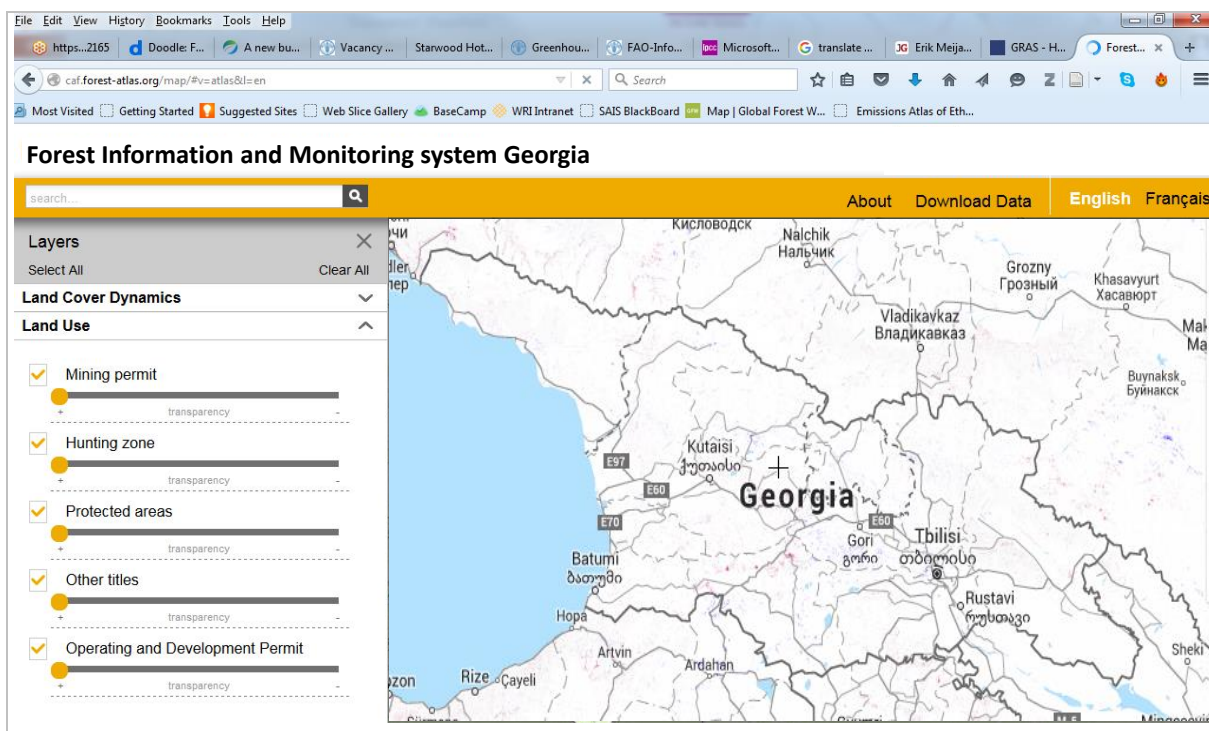 File Edit View History Bookmarks Tools Help
https...2165 Doodle: F... A new bu... Vacancy ... Starwood Hot... Greenhou... FAO-Info... Microsoft... translate ... Erik Meija... GRAS - H... Forest...
caf.forest-atlas.org/map/#v=atlas&l=en Search
Most Visited Getting Started Suggested Sites Web Slice Gallery BaseCamp WRI Intranet SAIS BlackBoard Map | Global Forest W... Emissions Atlas of Eth...
Forest Information and Monitoring system Georgia
search...
About Download Data English Français
Layers
Select All Clear All
Land Cover Dynamics
Land Use
Mining permit
+ transparency -
Hunting zone
+ transparency -
Protected areas
+ transparency -
Other titles
+ transparency -
Operating and Development Permit
+ transparency -
Кисловодск
Nalchik
Нальчик
Grozny
Грозный
Khasavyurt
Хасавюрт
Vladikavkaz
Владикавказ
Buynaksk
Буйнакск
Kutaisi
ქუთაისი
E97
E60
Georgia
E70
E60
Gori
გორი
Tbilisi
თბილისი
Batumi
ბათუმი
Rustavi
რუსთავი
Hopa
Artvin
Ardahan
Sheki
Rize
Çayeli